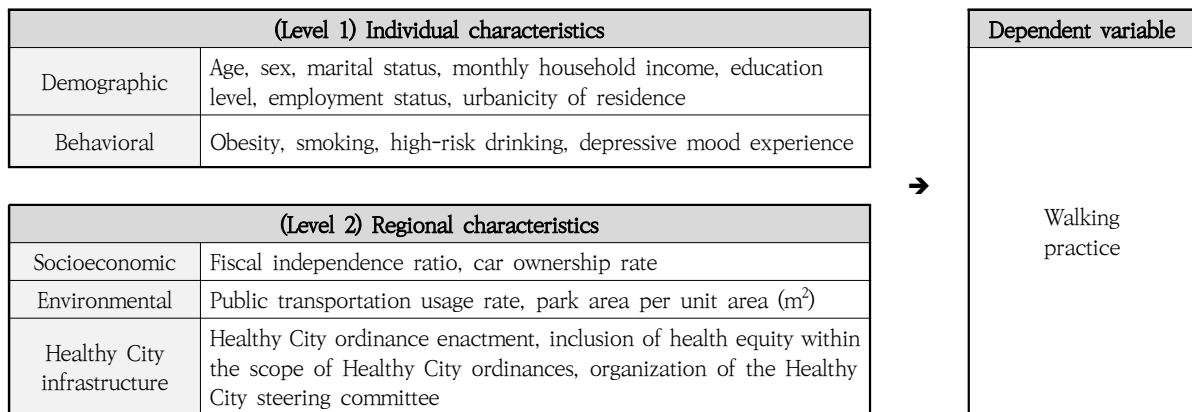 (Level 1) Individual characteristics
Demographic
Age, sex, marital status, monthly household income, education
level, employment status, urbanicity of residence
Behavioral
Obesity, smoking, high-risk drinking, depressive mood experience
(Level 2) Regional characteristics
Socioeconomic
Fiscal independence ratio, car ownership rate
Environmental
Public transportation usage rate, park area per unit area (m²)
Healthy City
infrastructure
Healthy City ordinance enactment, inclusion of health equity within
the scope of Healthy City ordinances, organization of the Healthy
City steering committee
➔
Dependent variable
Walking
practice